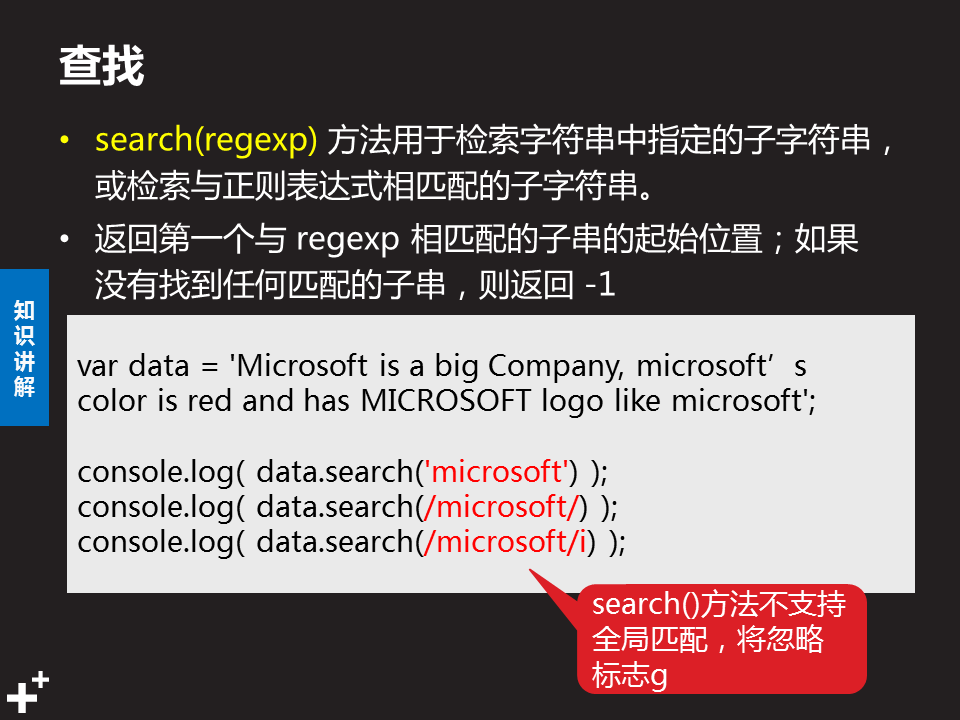 查找
• search(regexp) 方法用于检索字符串中指定的子字符串，
或检索与正则表达式相匹配的子字符串。
• 返回第一个与 regexp 相匹配的子串的起始位置；如果
没有找到任何匹配的子串，则返回 -1
知
识
讲
解
var data = 'Microsoft is a big Company, microsoft’s
color is red and has MICROSOFT logo like microsoft';
console.log( data.search('microsoft') );
console.log( data.search(/microsoft/) );
console.log( data.search(/microsoft/i) );
search()方法不支持
全局匹配，将忽略
标志g